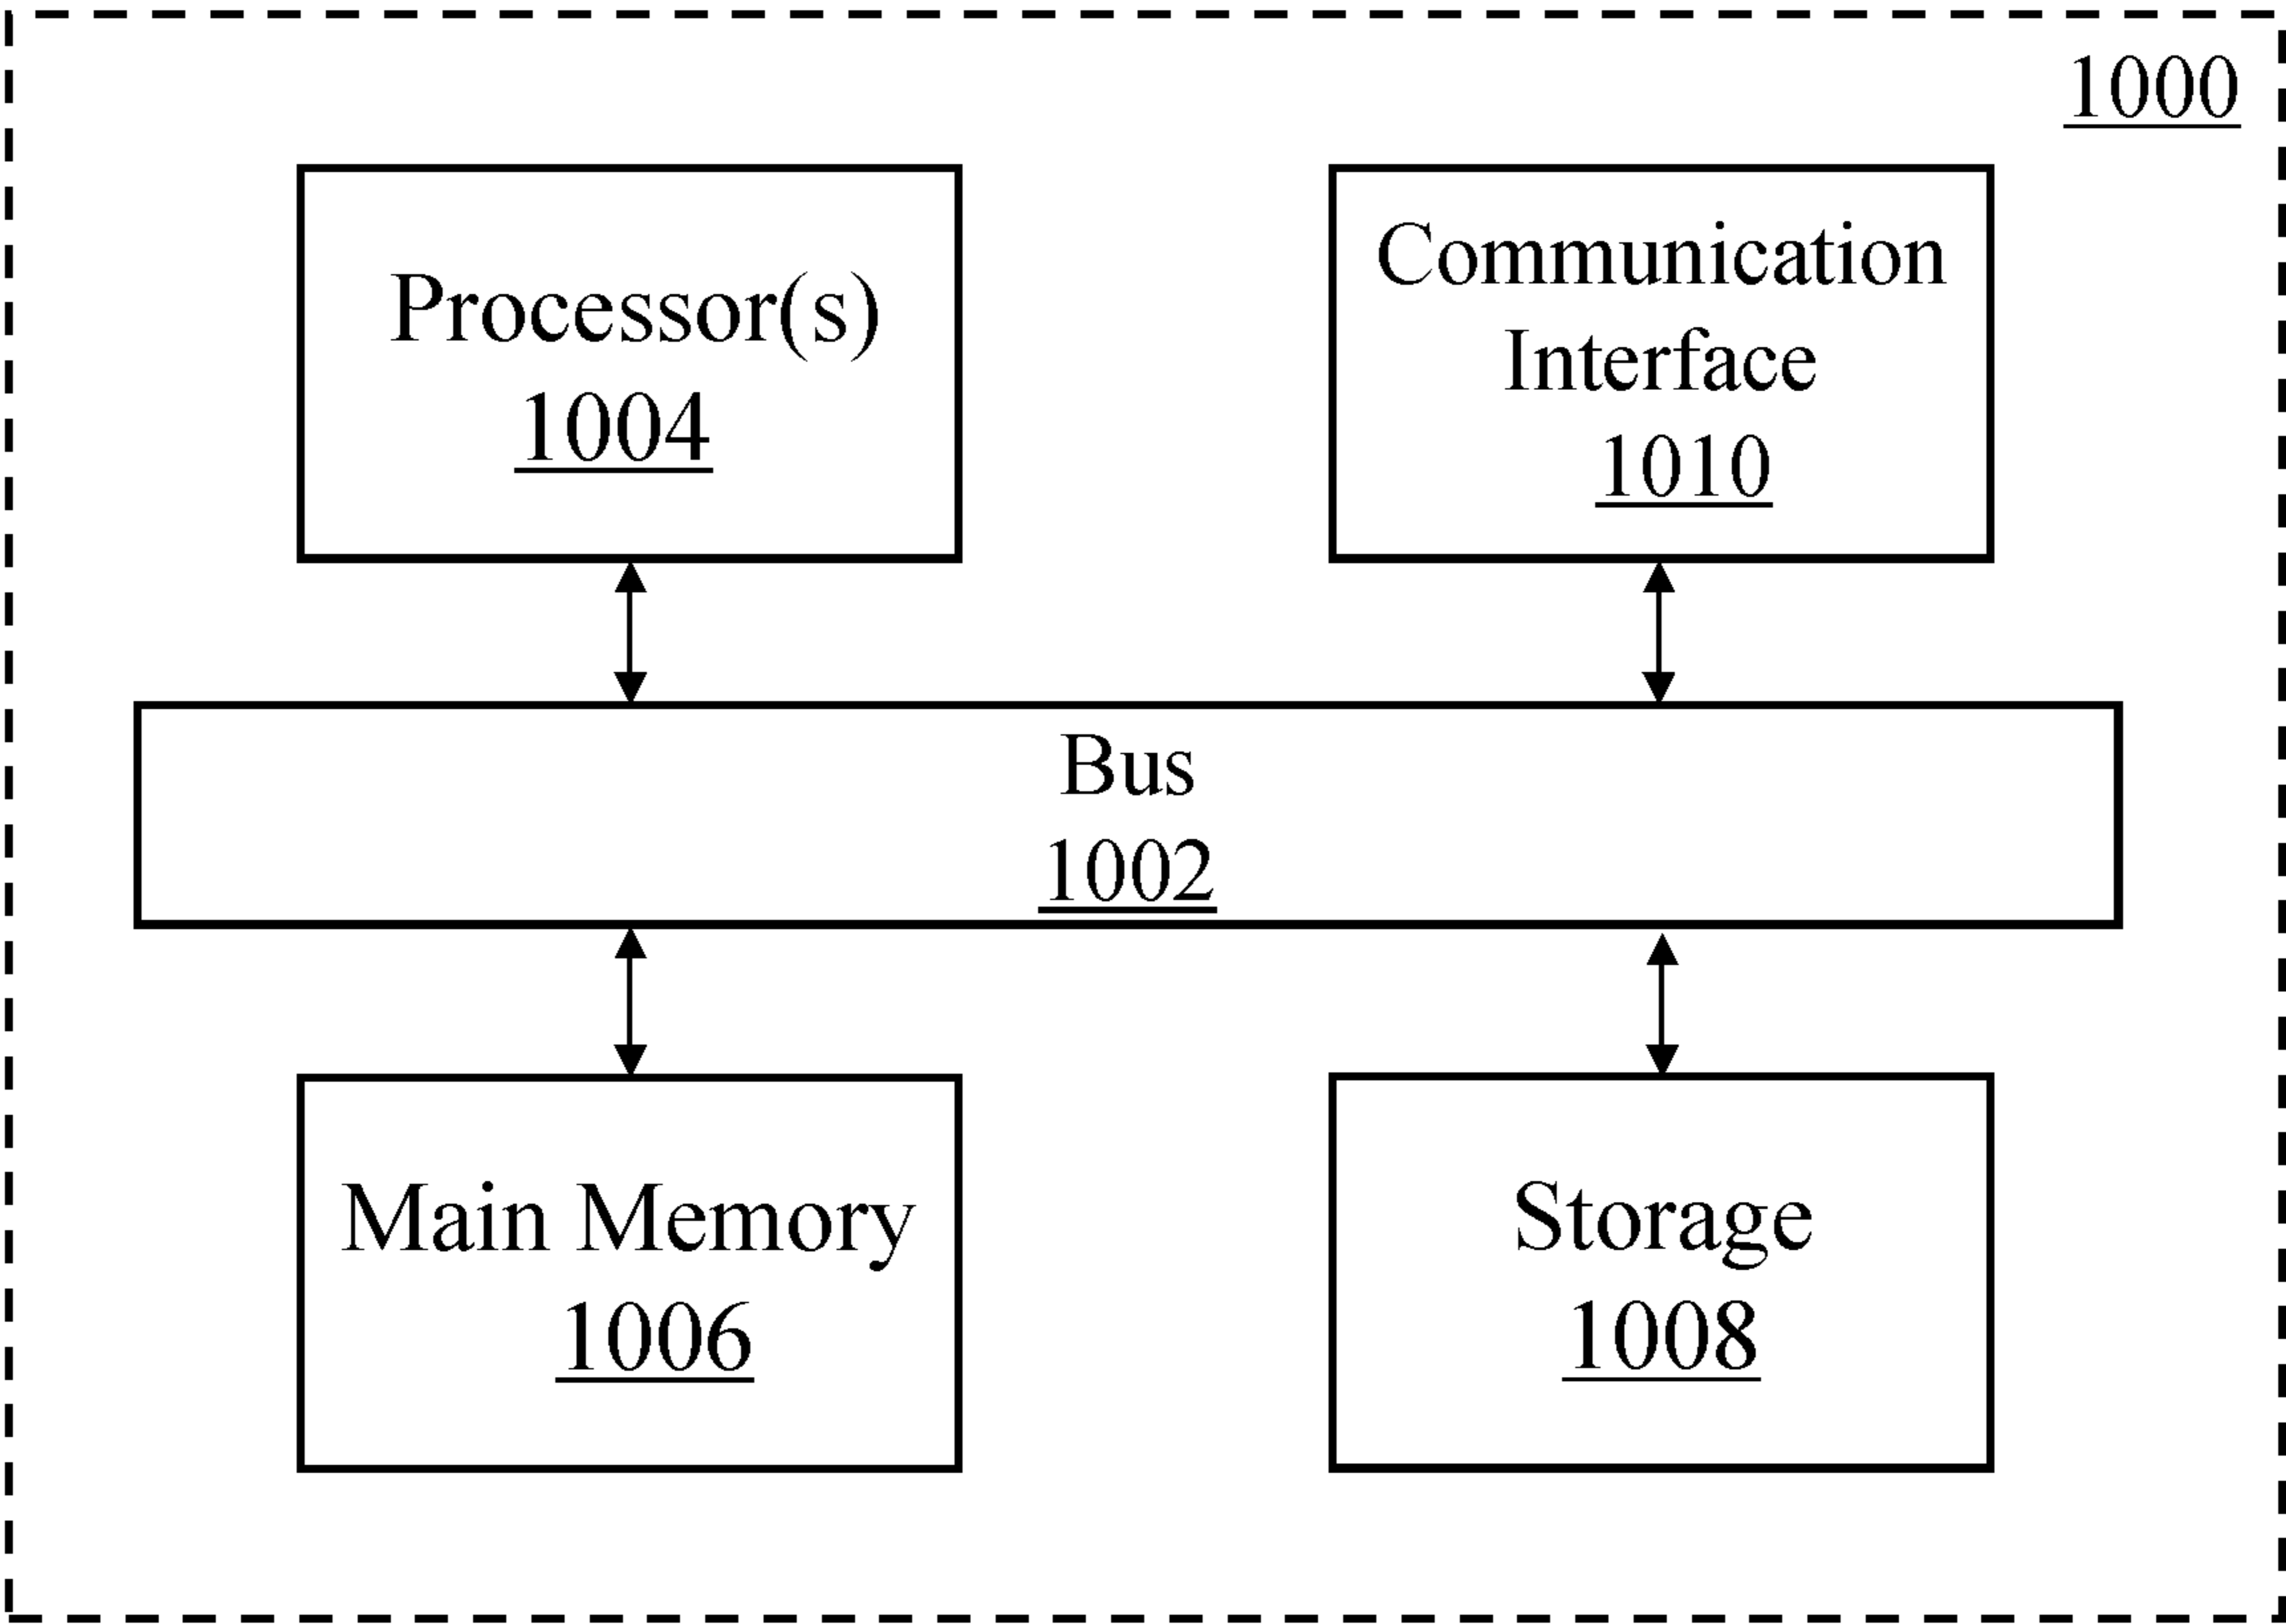 1000
Processor(s)
1004
Communication
Interface
1010
Bus
1002
Main Memory
1006
Storage
1008